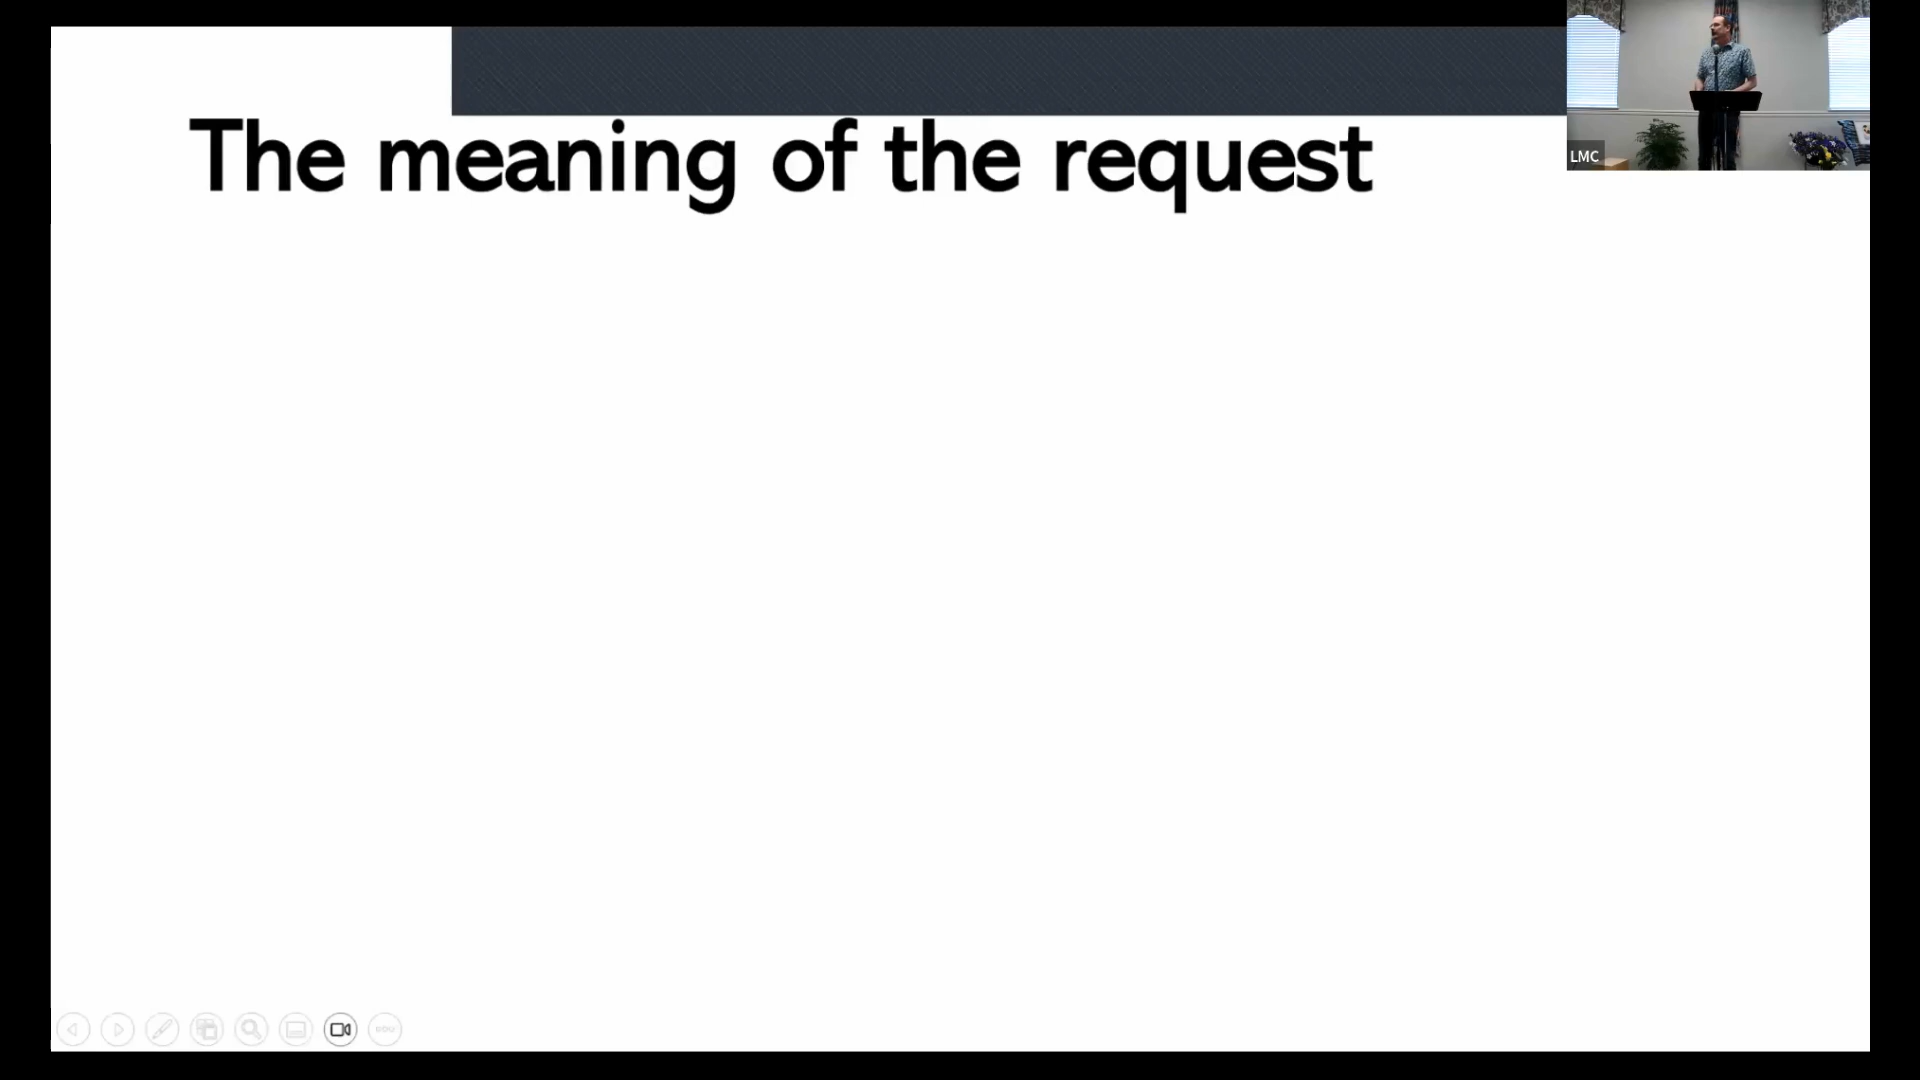 The meaning of the request
LMC